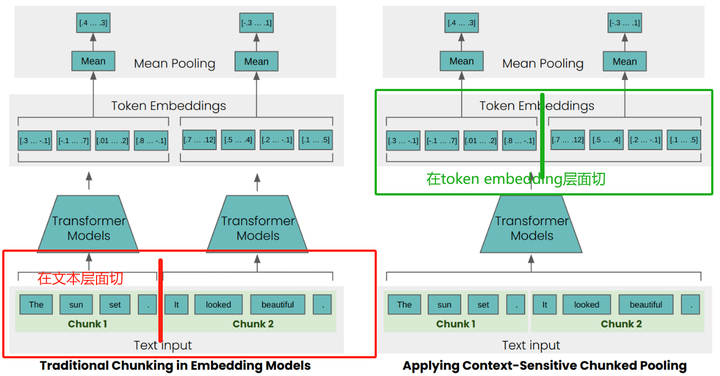 [.4 ... .3]
[-.3 ... .1]
Mean
Mean
Mean Pooling
Token Embeddings
[.3 ... -.1]
[-.1 ... .7]
[.01 ... .2]
[.8 ... -.1]
[.7 ... .12]
[.5 ... .4]
[.2 ... -.1]
[.1 ... .5]
Transformer
Models
Transformer
Models
在文本层面切
The
sun
set
.
It
looked
beautiful
.
Chunk 1
Chunk 2
Text input
Traditional Chunking in Embedding Models
[.4 ... .3]
[-.3 ... .1]
Mean
Mean
Mean Pooling
Token Embeddings
[.3 ... -.1]
[-.1 ... .7]
[.01 ... .2]
[.8 ... -.1]
[.7 ... .12]
[.5 ... .4]
[.2 ... -.1]
[.1 ... .5]
在token embedding层面切
Transformer
Models
The
sun
set
.
It
looked
beautiful
.
Chunk 1
Chunk 2
Text input
Applying Context-Sensitive Chunked Pooling